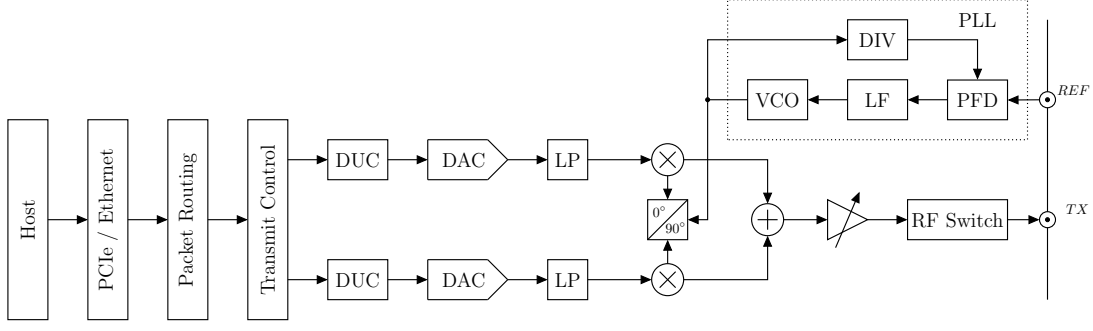 PLL
DIV
VCO
LF
PFD
REF
Host
PCIe / Ethernet
Packet Routing
Transmit Control
DUC
DAC
LP
0°
90°
RF Switch
TX
DUC
DAC
LP